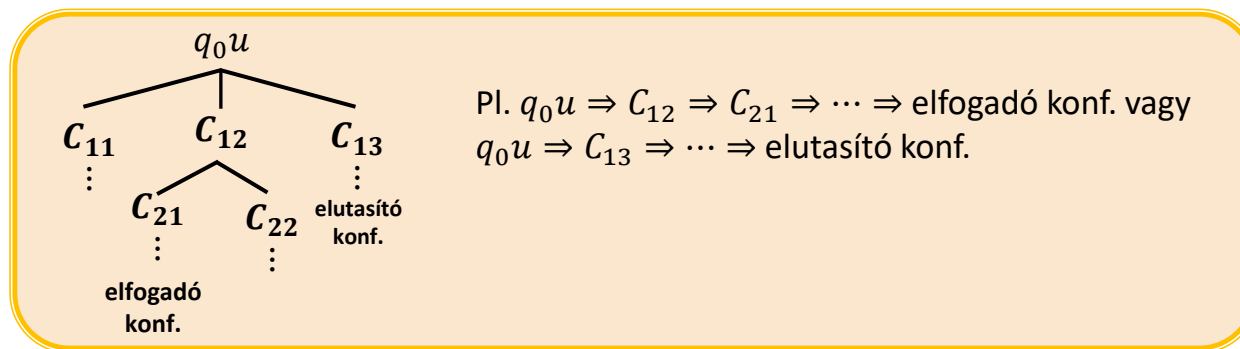 q₀u
C₁₁ C₁₂ C₁₃
⋮ ⋮
C₂₁ C₂₂ elutasító
konf.
⋮ ⋮
elfogadó
konf.
Pl. q₀u ⇒ C₁₂ ⇒ C₂₁ ⇒ ⋯ ⇒ elfogadó konf. vagy
q₀u ⇒ C₁₃ ⇒ ⋯ ⇒ elutasító konf.